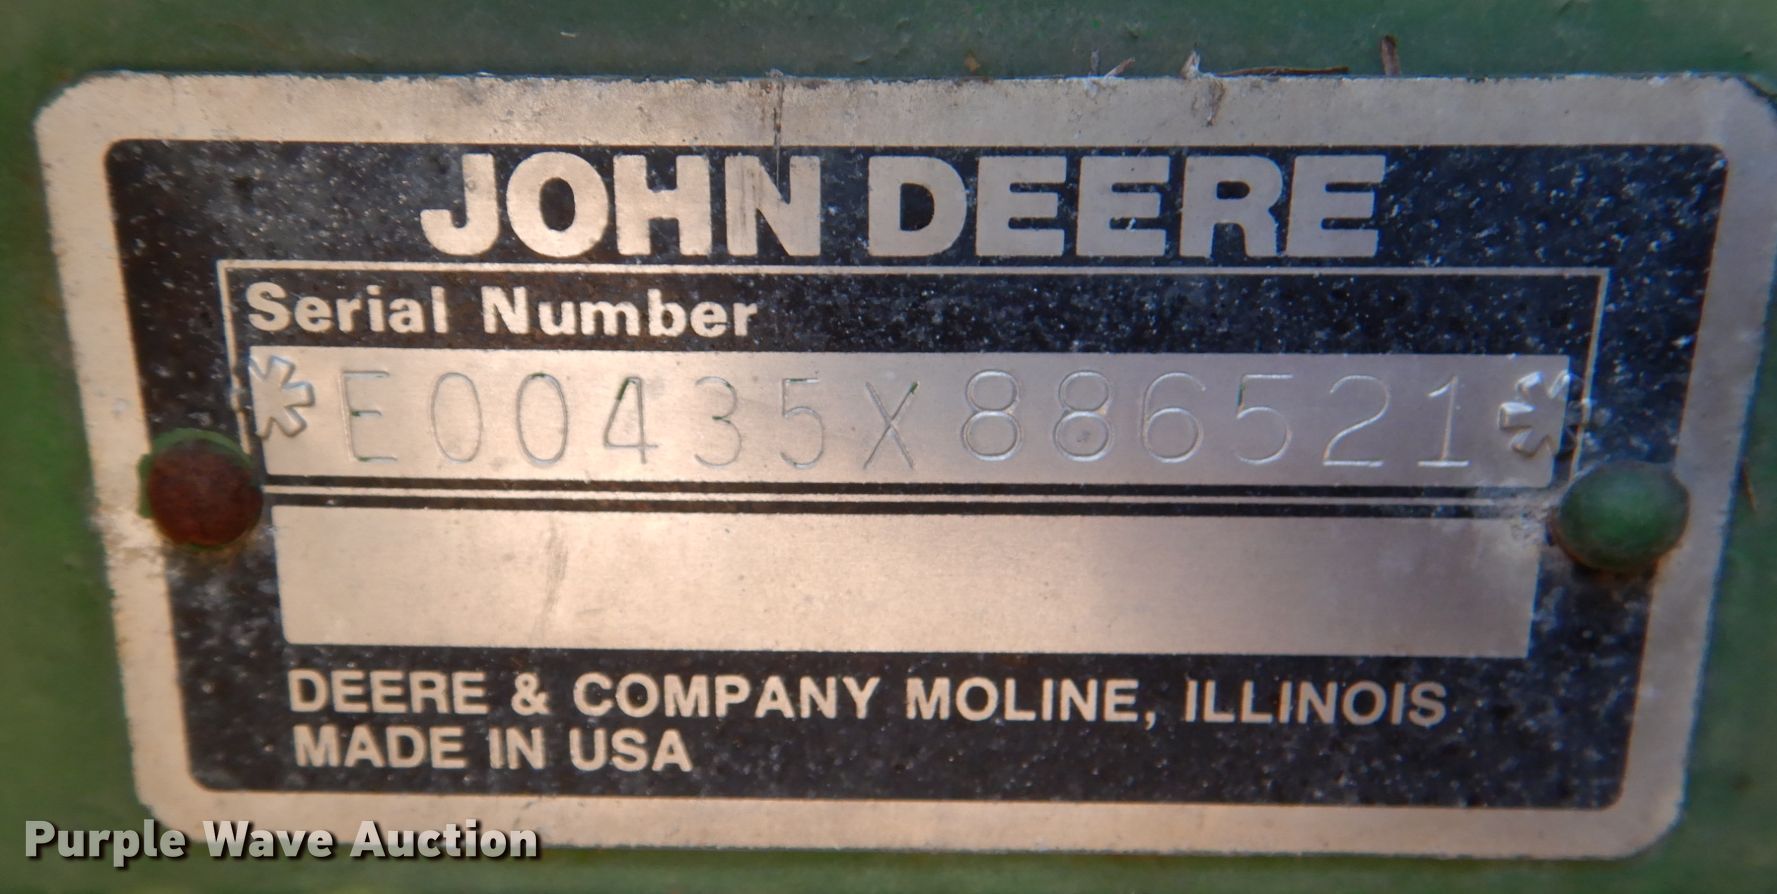 JOHN DEERE
Serial Number
*E00435X886521*
DEERE & COMPANY MOLINE, ILLINOIS
MADE IN USA
Purple Wave Auction